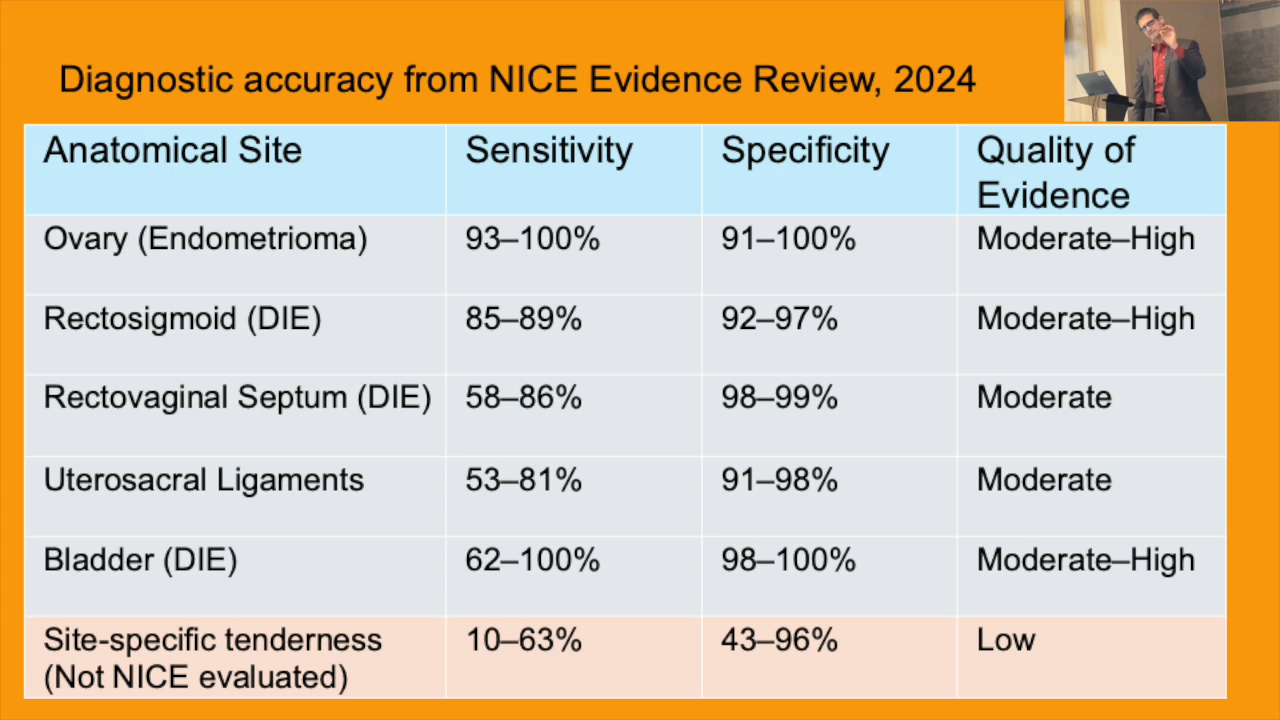 Diagnostic accuracy from NICE Evidence Review, 2024
Anatomical Site Sensitivity Specificity Quality of
Evidence
Ovary (Endometrioma) 93–100% 91–100% Moderate–High
Rectosigmoid (DIE) 85–89% 92–97% Moderate–High
Rectovaginal Septum (DIE) 58–86% 98–99% Moderate
Uterosacral Ligaments 53–81% 91–98% Moderate
Bladder (DIE) 62–100% 98–100% Moderate–High
Site-specific tenderness 10–63% 43–96% Low
(Not NICE evaluated)